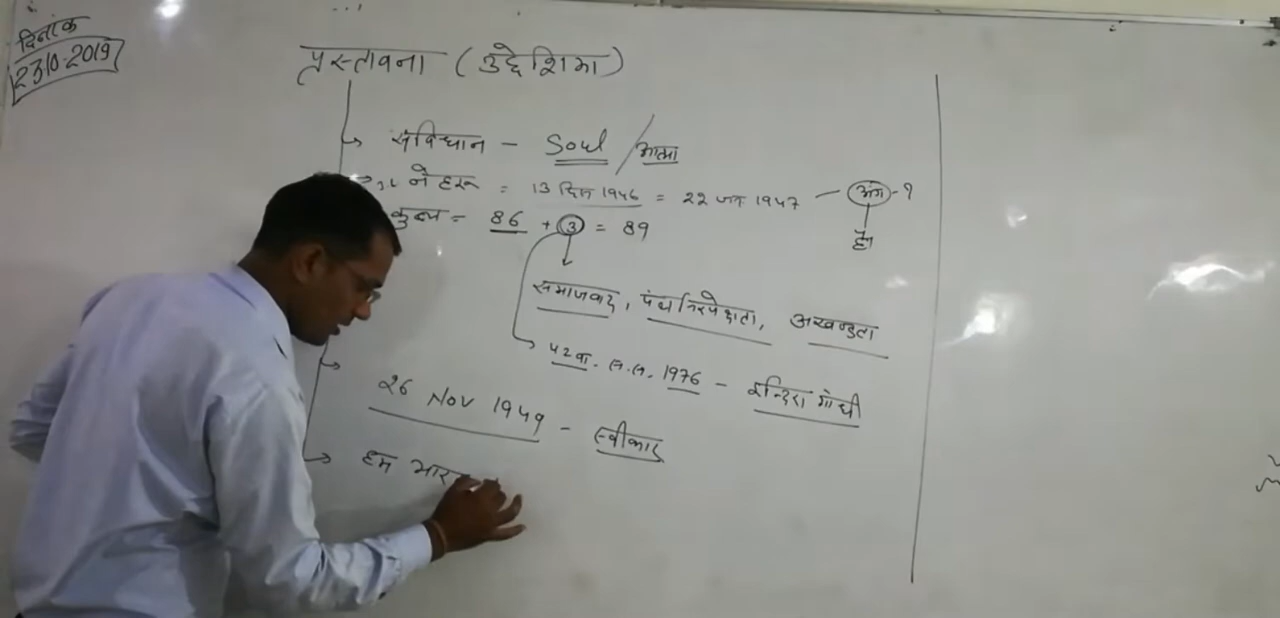 दिनांक
23/10-2019
प्रस्तावना (उद्देशिका)
संविधान - Soul / आत्मा
नेहरू = 13 दिस 1946 = 22 जन 1947 - अंग - ?
है
86 + 3 = 89
समाजवाद, पंथनिरपेक्षता, अखण्डता
42वा. स.स. 1976 - इन्दिरा गांधी
26 Nov 1949 - स्वीकार
हम भार